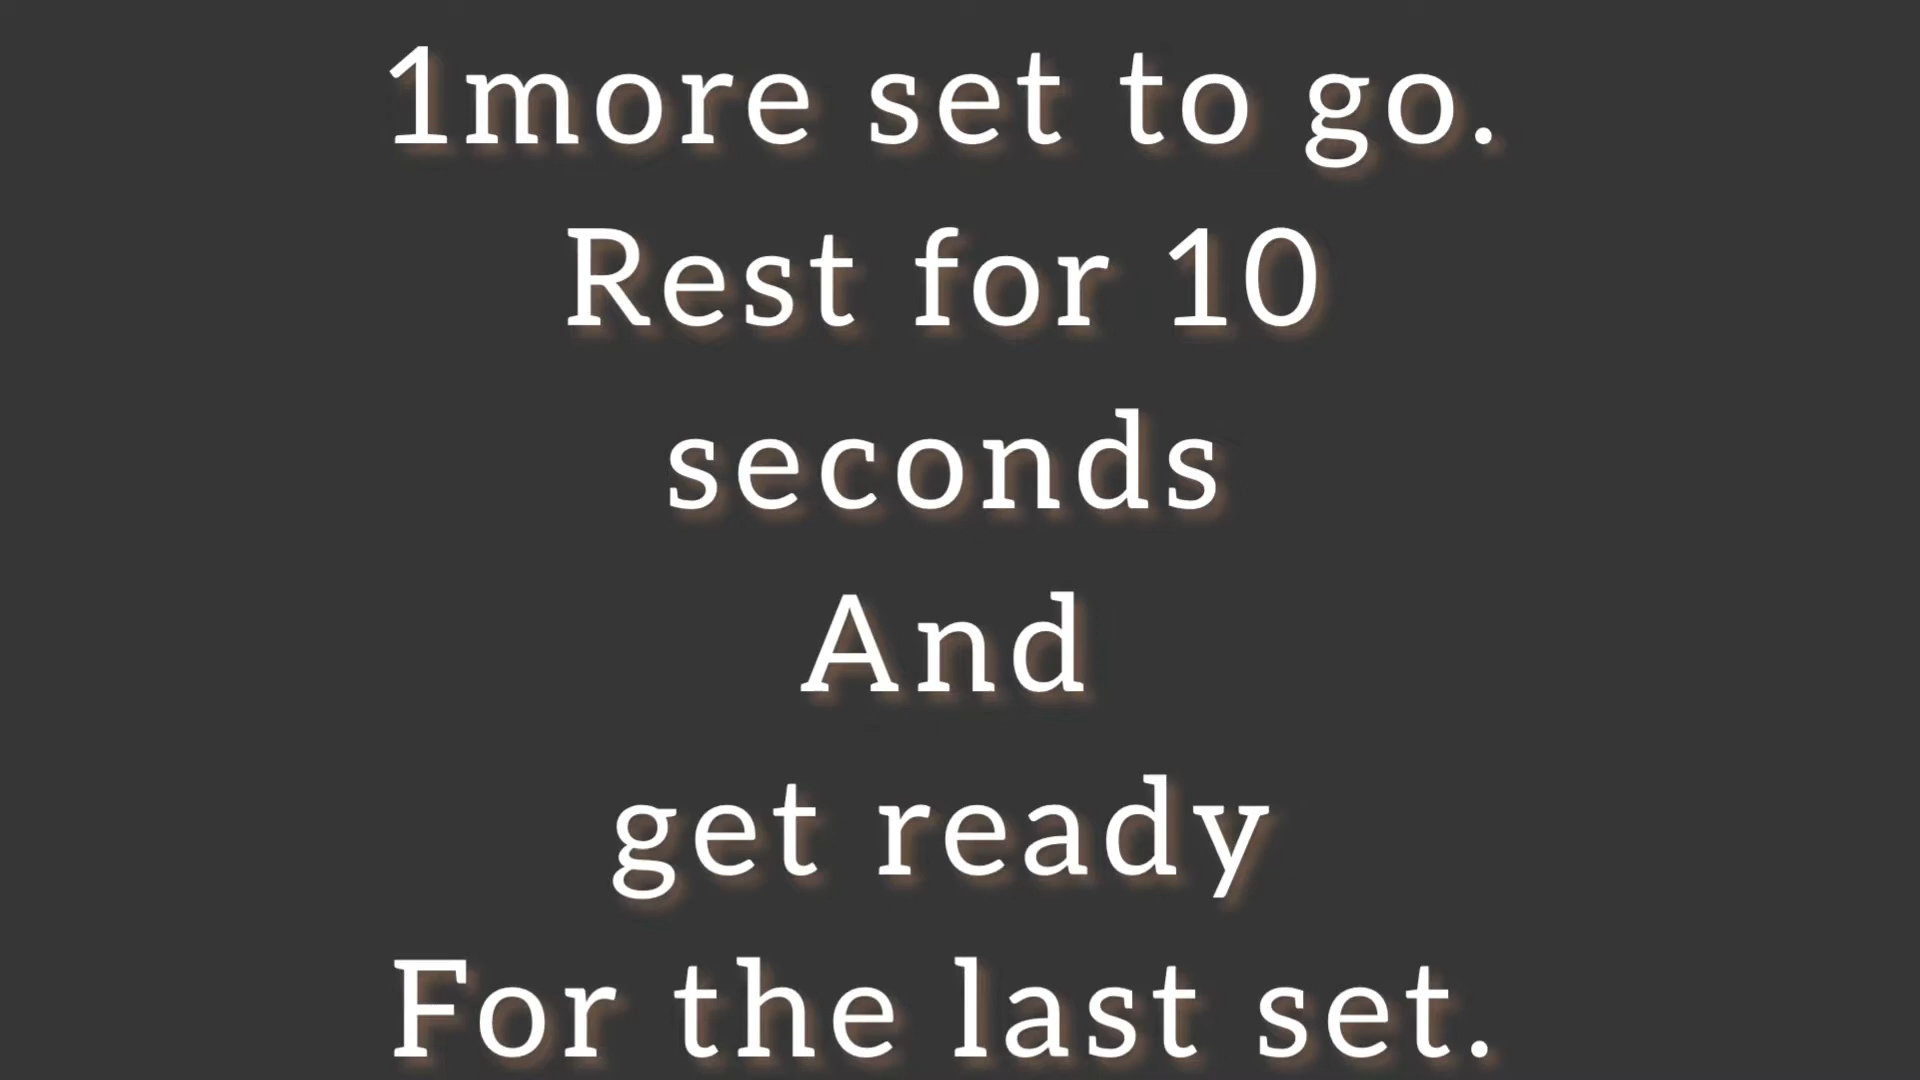 1more set to go.
Rest for 10
seconds
And
get ready
For the last set.